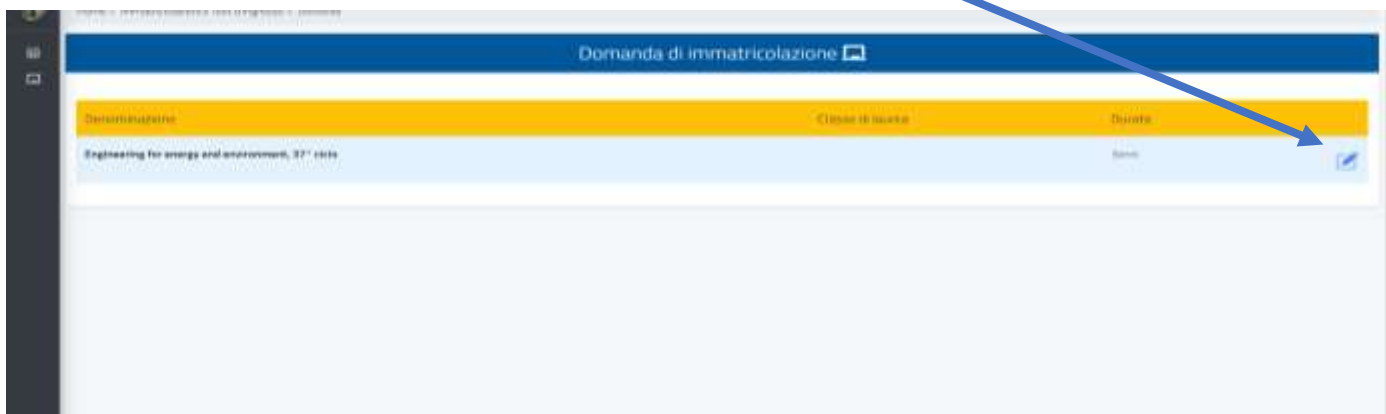 Domanda di immatricolazione
Denominazione Classe di laurea Durata
Engineering for energy and environment, 37° ciclo